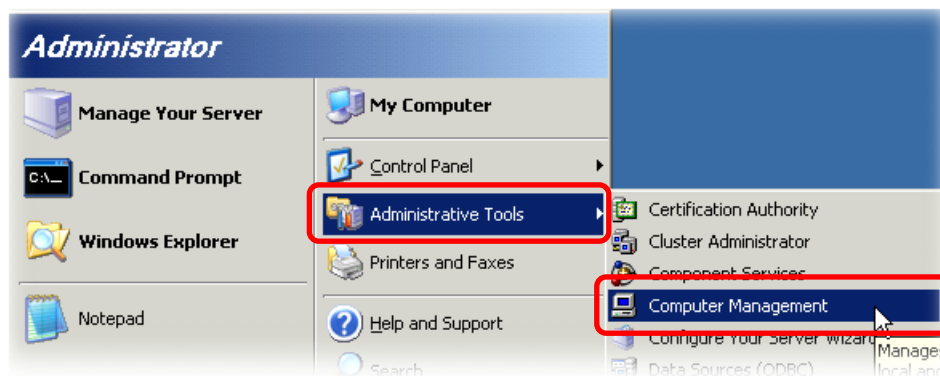 Administrator
Manage Your Server
Command Prompt
Windows Explorer
Notepad
My Computer
Control Panel
Administrative Tools
Printers and Faxes
Help and Support
Search
Certification Authority
Cluster Administrator
Component Services
Computer Management
Configure Your Server Wizard
Data Sources (ODBC)
Manages
local and
C:\_